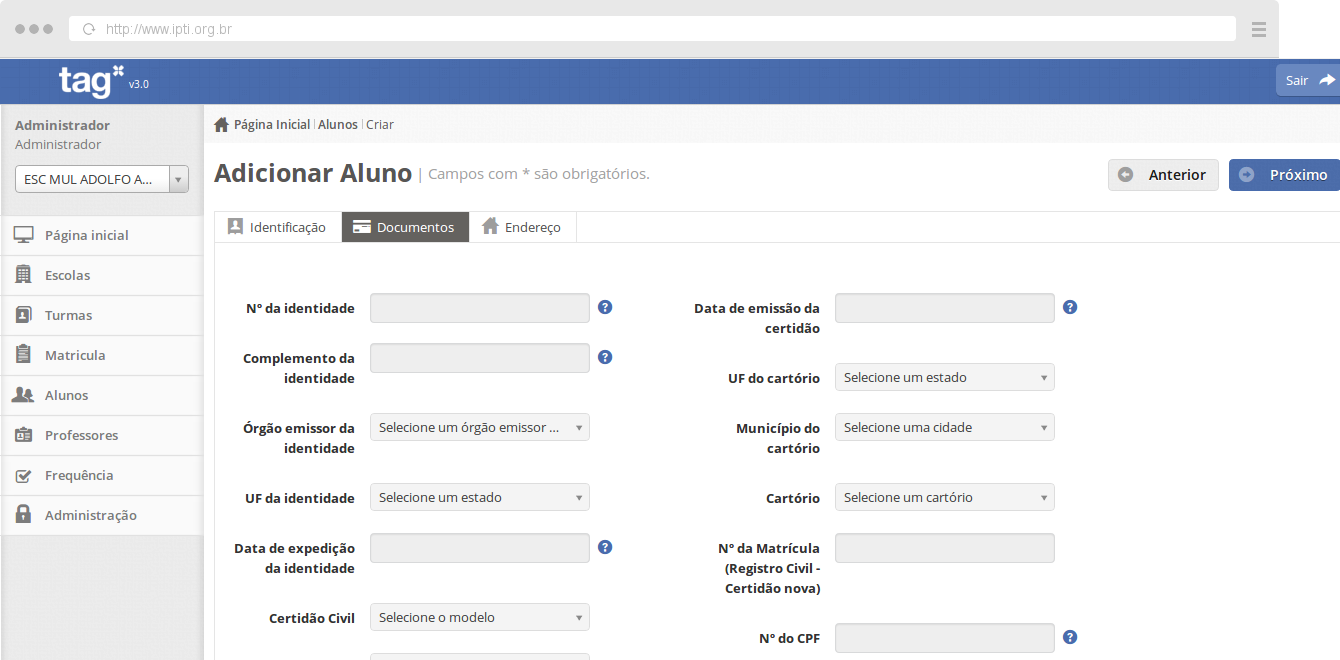 http://www.ipti.org.br
tag v3.0
Sair
Administrador
Administrador
ESC MUL ADOLFO A...
Página inicial
Escolas
Turmas
Matricula
Alunos
Professores
Frequência
Administração
Página Inicial | Alunos | Criar
Adicionar Aluno | Campos com * são obrigatórios.
Anterior
Próximo
Identificação
Documentos
Endereço
Nº da identidade
Complemento da
identidade
Órgão emissor da
identidade
Selecione um órgão emissor ...
UF da identidade
Selecione um estado
Data de expedição
da identidade
Certidão Civil
Selecione o modelo
Data de emissão da
certidão
UF do cartório
Selecione um estado
Município do
cartório
Selecione uma cidade
Cartório
Selecione um cartório
Nº da Matrícula
(Registro Civil -
Certidão nova)
Nº do CPF